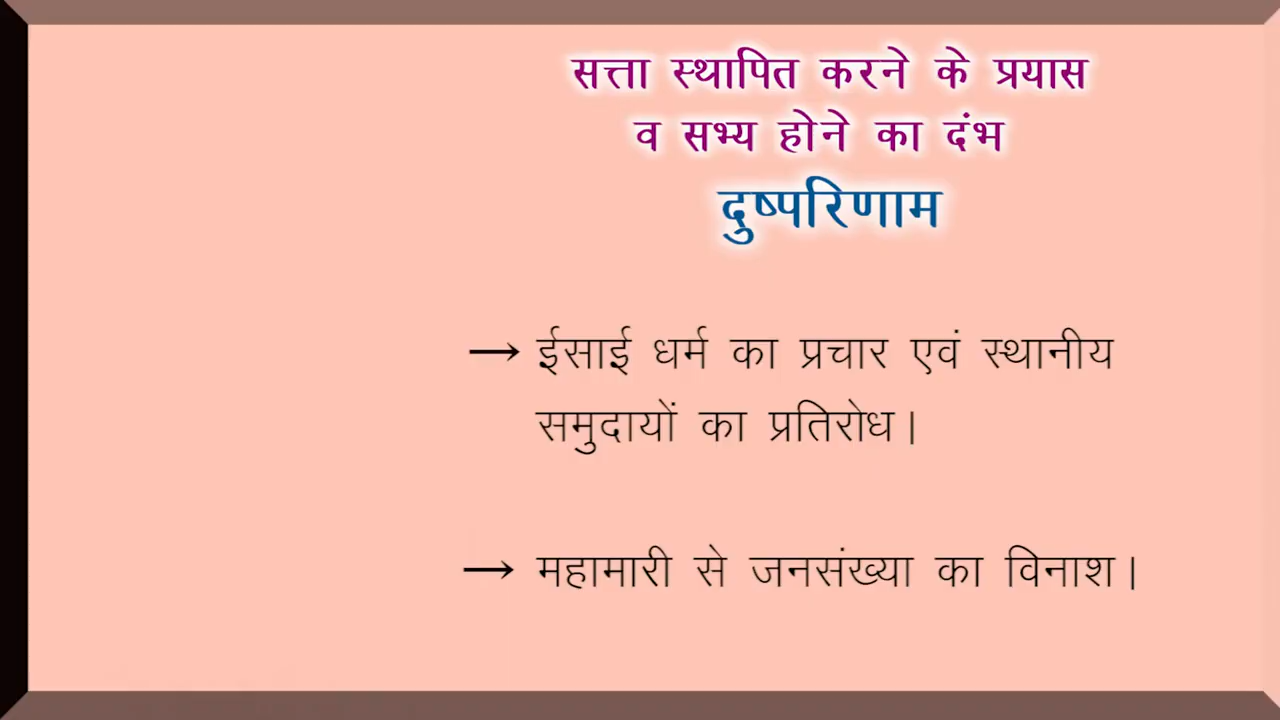 सत्ता स्थापित करने के प्रयास
व सभ्य होने का दंभ
दुष्परिणाम
→ ईसाई धर्म का प्रचार एवं स्थानीय
समुदायों का प्रतिरोध।
→ महामारी से जनसंख्या का विनाश।